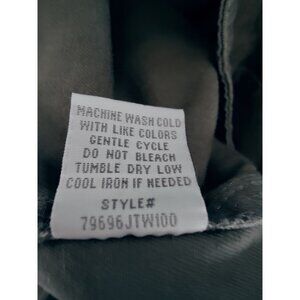 MACHINE WASH COLD
WITH LIKE COLORS
GENTLE CYCLE
DO NOT BLEACH
TUMBLE DRY LOW
COOL IRON IF NEEDED
STYLE#
79696JTW100